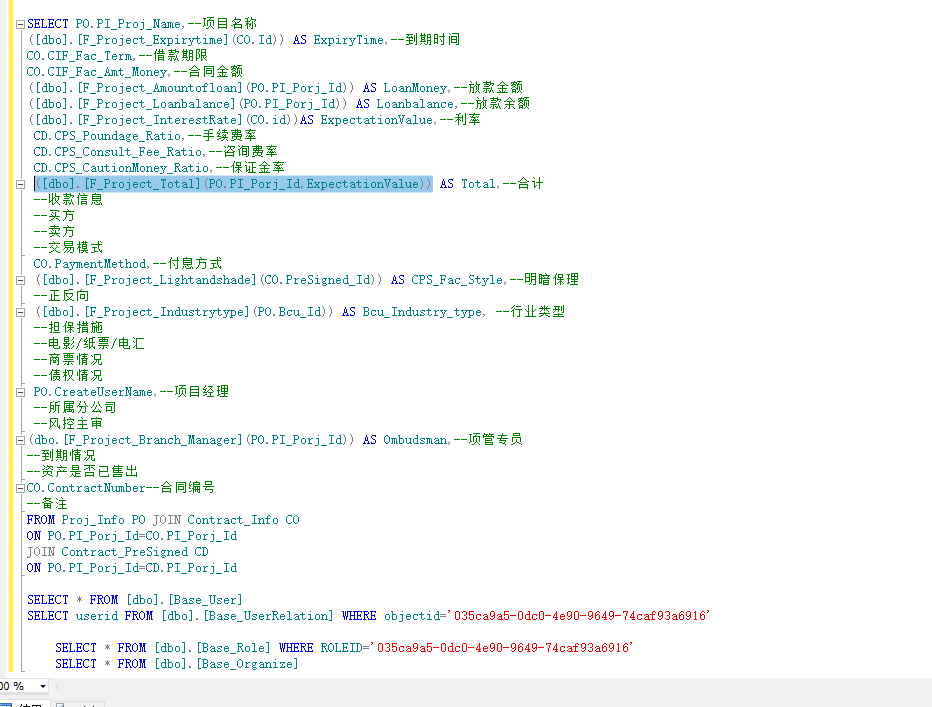 SELECT PO.PI_Proj_Name,--项目名称
([dbo].[F_Project_Expirytime](CO.Id)) AS ExpiryTime,--到期时间
CO.CIF_Fac_Term,--借款期限
CO.CIF_Fac_Amt_Money,--合同金额
([dbo].[F_Project_Amountofloan](PO.PI_Porj_Id)) AS LoanMoney,--放款金额
([dbo].[F_Project_Loanbalance](PO.PI_Porj_Id)) AS Loanbalance,--放款余额
([dbo].[F_Project_InterestRate](CO.id))AS ExpectationValue,--利率
CD.CPS_Poundage_Ratio,--手续费率
CD.CPS_Consult_Fee_Ratio,--咨询费率
CD.CPS_CautionMoney_Ratio,--保证金率
([dbo].[F_Project_Total](PO.PI_Porj_Id,ExpectationValue)) AS Total,--合计
--收款信息
--买方
--卖方
--交易模式
CO.PaymentMethod,--付息方式
([dbo].[F_Project_Lightandshade](CO.PreSigned_Id)) AS CPS_Fac_Style,--明暗保理
--正反向
([dbo].[F_Project_Industrytype](PO.Bcu_Id)) AS Bcu_Industry_type, --行业类型
--担保措施
--电影/纸票/电汇
--商票情况
--债权情况
PO.CreateUserName,--项目经理
--所属分公司
--风控主审
(dbo.[F_Project_Branch_Manager](PO.PI_Porj_Id)) AS Ombudsman,--项管专员
--到期情况
--资产是否已售出
CO.ContractNumber--合同编号
--备注
FROM Proj_Info PO JOIN Contract_Info CO
ON PO.PI_Porj_Id=CO.PI_Porj_Id
JOIN Contract_PreSigned CD
ON PO.PI_Porj_Id=CD.PI_Porj_Id
SELECT * FROM [dbo].[Base_User]
SELECT userid FROM [dbo].[Base_UserRelation] WHERE objectid='035ca9a5-0dc0-4e90-9649-74caf93a6916'
SELECT * FROM [dbo].[Base_Role] WHERE ROLEID='035ca9a5-0dc0-4e90-9649-74caf93a6916'
SELECT * FROM [dbo].[Base_Organize]
00 %